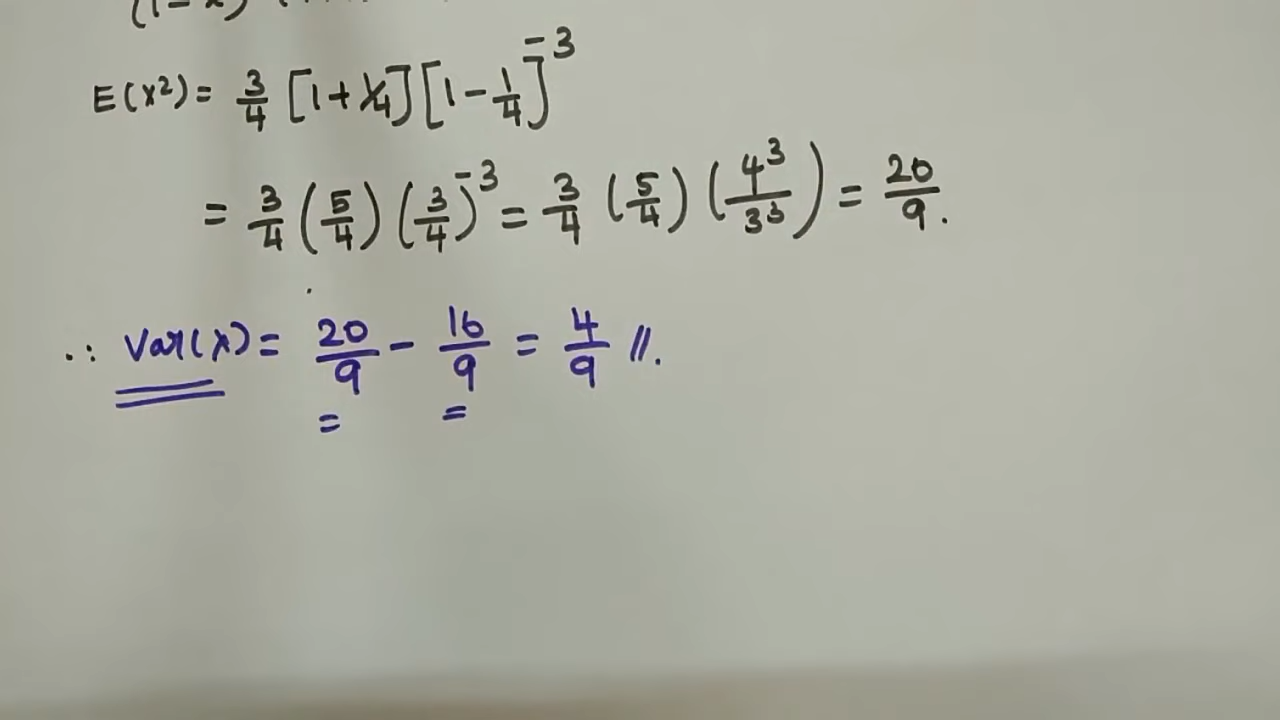 E(x²) = 3/4 [1 + 1/4] [1 - 1/4]^-3
= 3/4 (5/4) (3/4)^-3 = 3/4 (5/4) (4³/3³) = 20/9.
∴ Var(x) = 20/9 - 16/9 = 4/9 //.